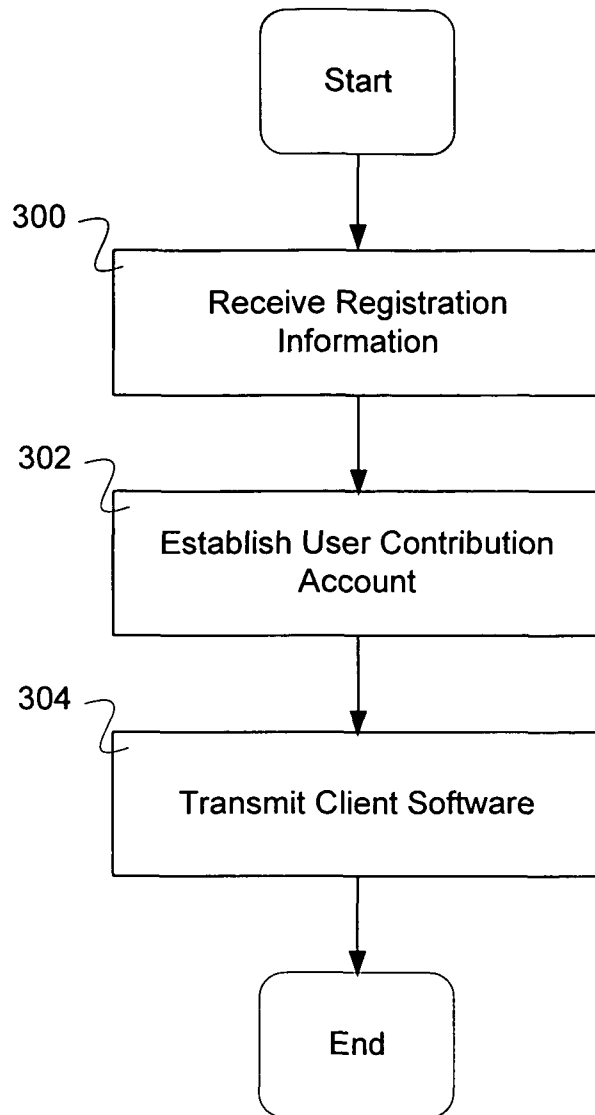 Start
300
Receive Registration
Information
302
Establish User Contribution
Account
304
Transmit Client Software
End